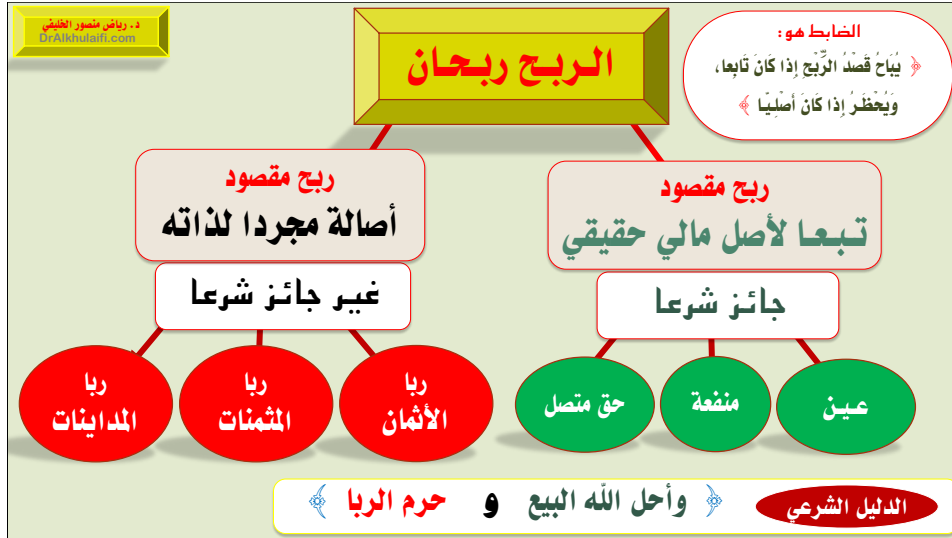 د. رياض منصور الخليفي
DrAlkhulaifi.com
الربح ربحان
الضابط هو:
﴿ يُبَاحُ قَصْدُ الرِّبْحِ إِذا كَانَ تَابِعا،
وَيُحْظَرُ إِذا كَانَ أَصْلِيّا ﴾
ربح مقصود
تبعا لأصل مالي حقيقي
ربح مقصود
أصالة مجردا لذاته
جائز شرعا
غير جائز شرعا
عين
منفعة
حق متصل
ربا
الأثمان
ربا
المثمنات
ربا
المداينات
الدليل الشرعي
﴿ وأحل الله البيع و حرم الربا ﴾